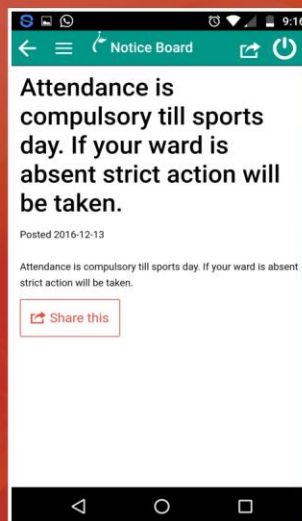 9:16
Notice Board
Attendance is
compulsory till sports
day. If your ward is
absent strict action will
be taken.
Posted 2016-12-13
Attendance is compulsory till sports day. If your ward is absent
strict action will be taken.
Share this